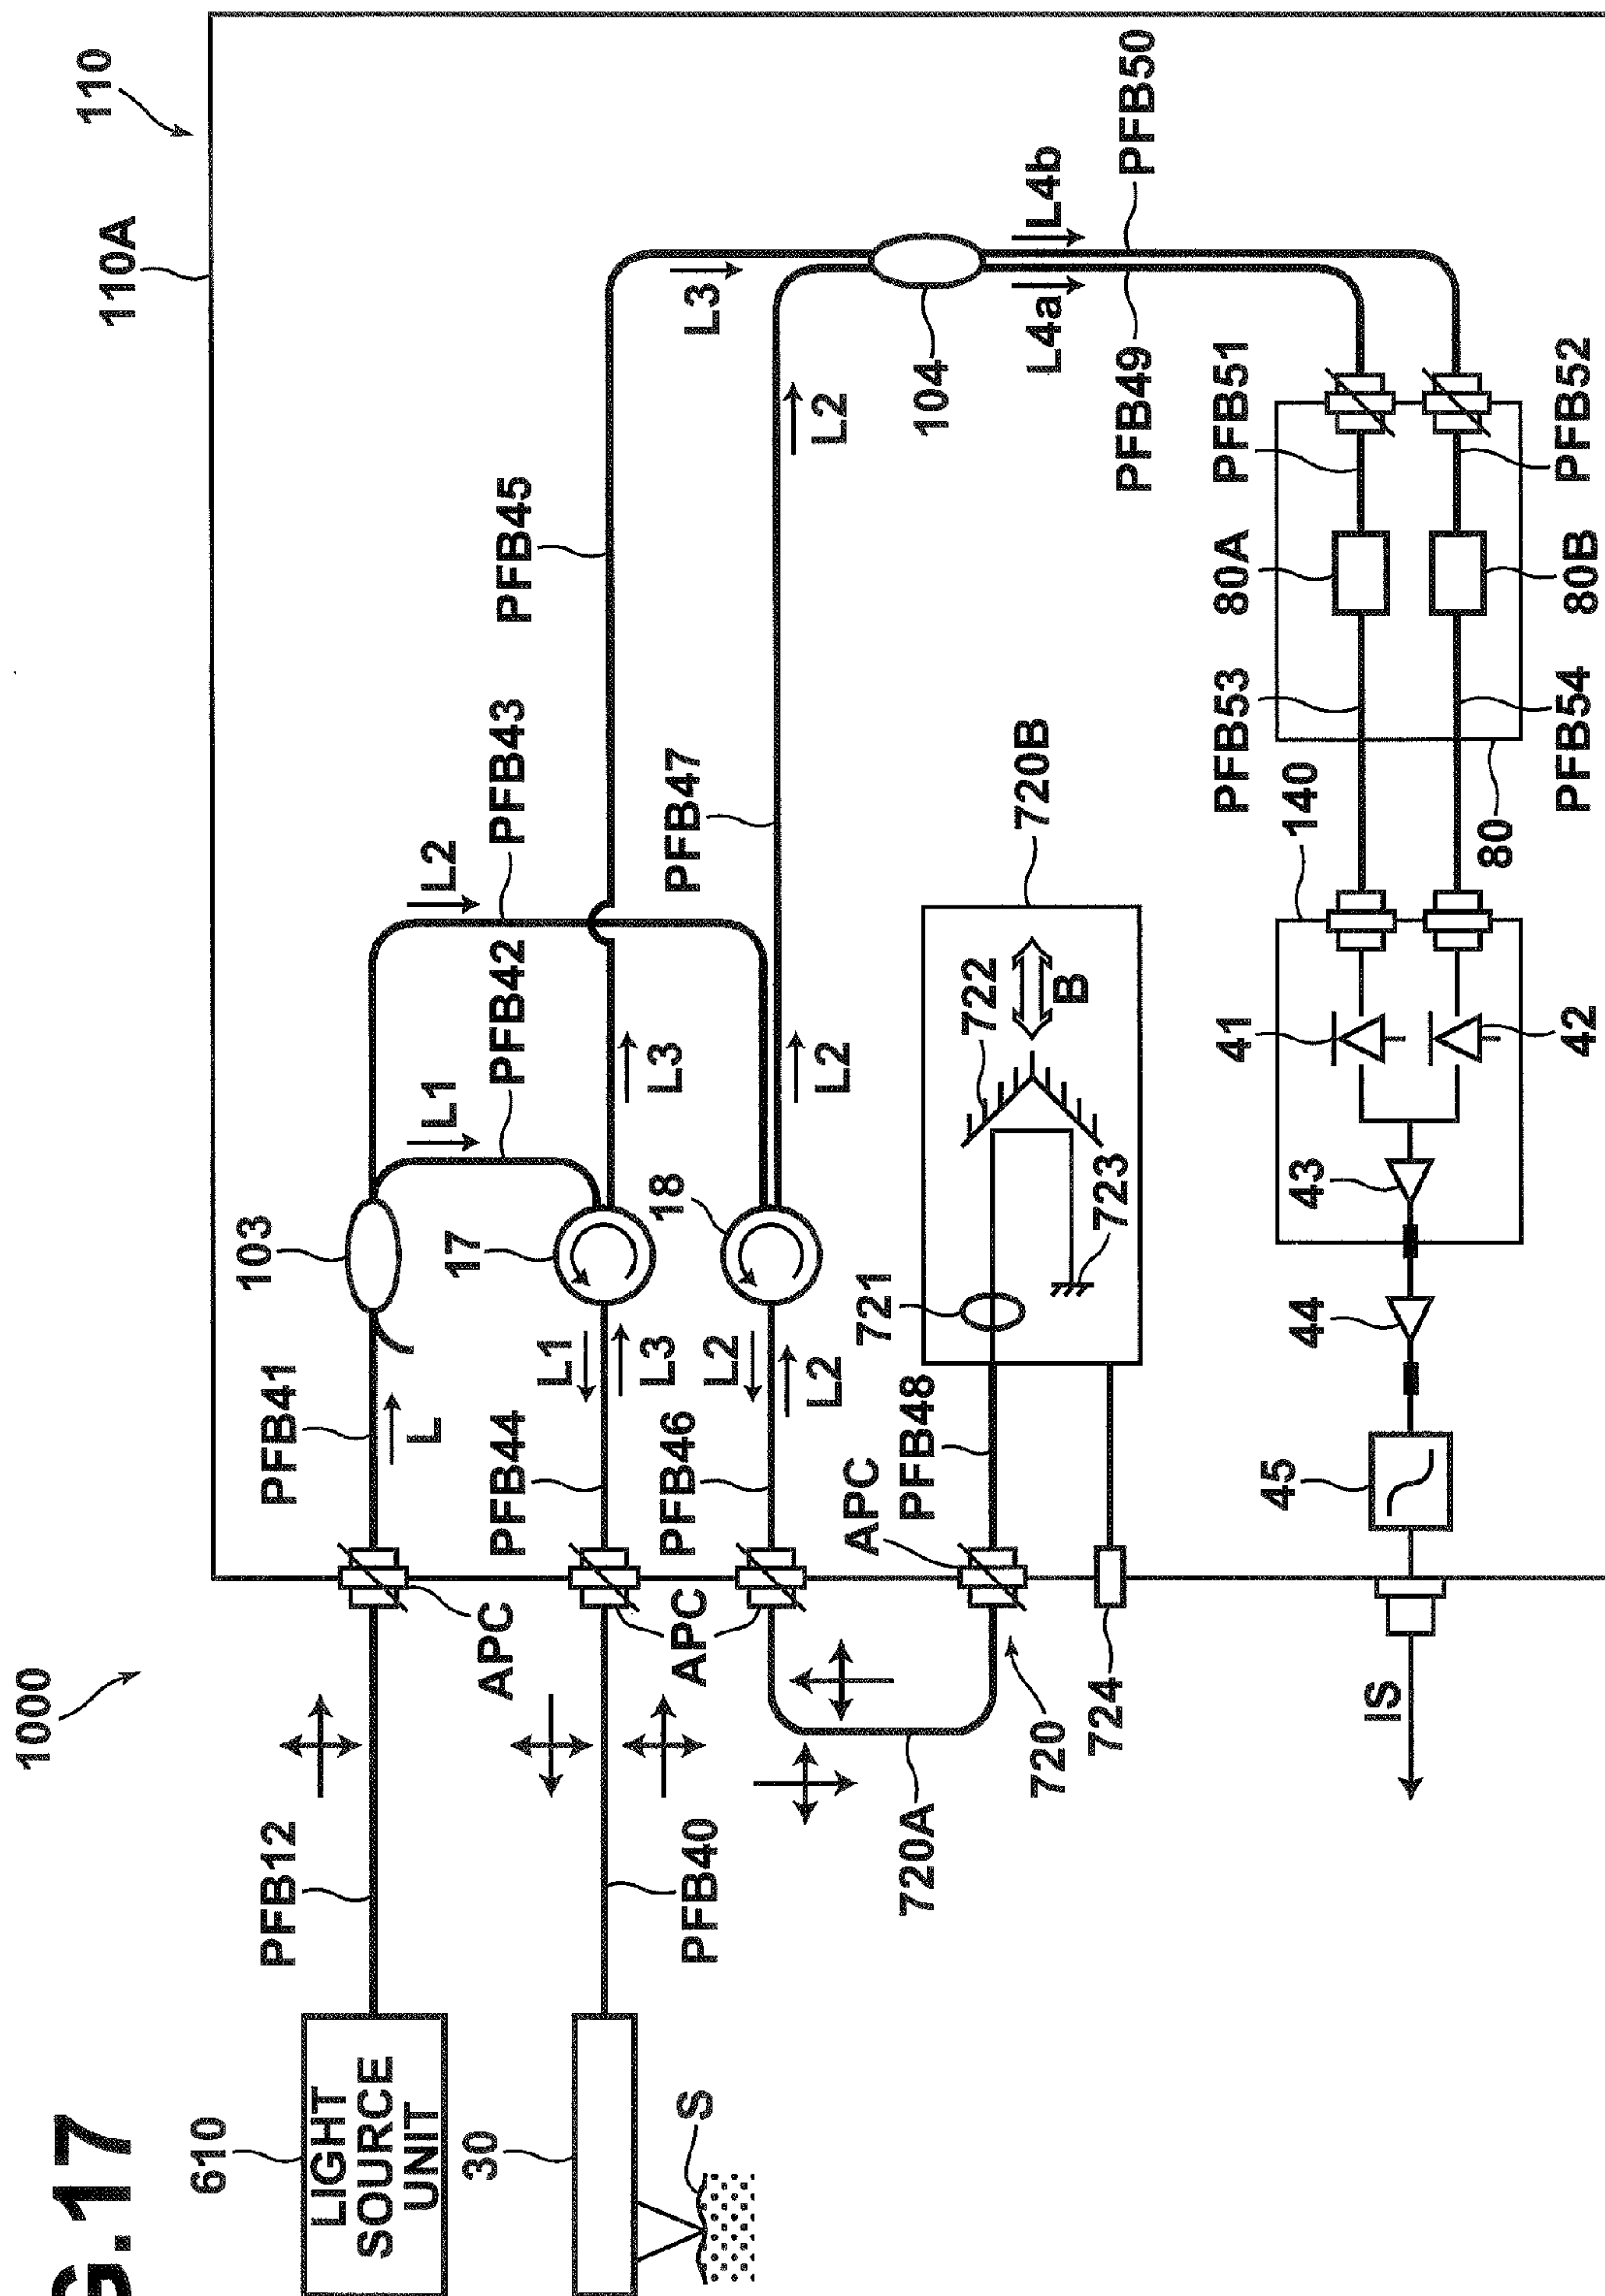 G.17
1000
110
110A
610
LIGHT
SOURCE
UNIT
PFB12
PFB41
L
103
L2
PFB43
L1
PFB42
PFB45
30
S
PFB40
APC
APC
PFB44
L1
L3
17
L3
L3
PFB46
L2
L2
18
L2
PFB47
L2
104
L4a
L4b
PFB49
PFB50
720A
720
724
APC
PFB48
721
720B
722
723
B
IS
45
44
43
41
42
140
80
PFB53
PFB54
80A
80B
PFB51
PFB52